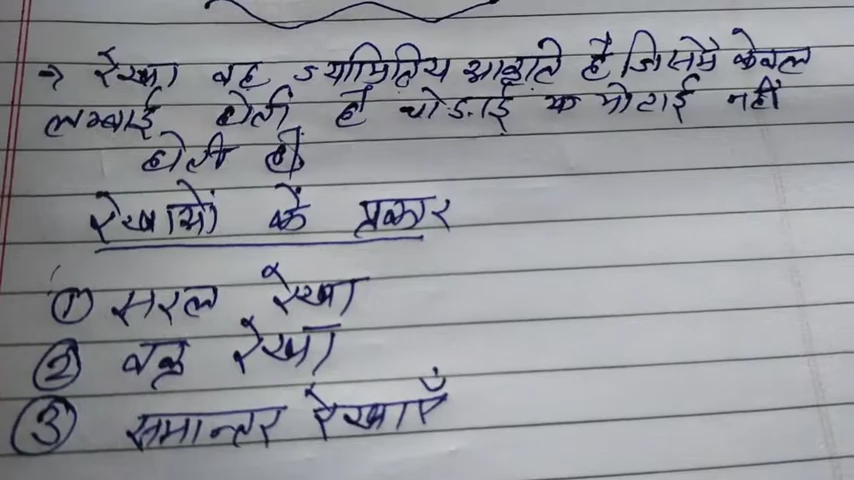 → रेखा वह ज्यामितिय आकृति है जिसमें केवल
लम्बाई होती है चौड़ाई क मोटाई नहीं
होती है
रेखाओं के प्रकार
① सरल रेखा
② वक्र रेखा
③ समान्तर रेखाएँ